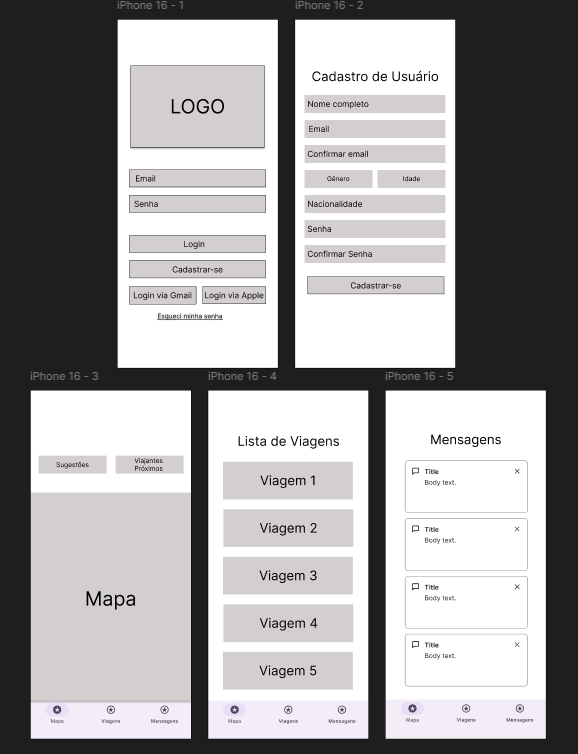 iPhone 16 - 1
LOGO
Email
Senha
Login
Cadastrar-se
Login via Gmail
Login via Apple
Esqueci minha senha
iPhone 16 - 2
Cadastro de Usuário
Nome completo
Email
Confirmar email
Gênero
Idade
Nacionalidade
Senha
Confirmar Senha
Cadastrar-se
iPhone 16 - 3
Sugestões
Viajantes
Próximos
Mapa
Mapa
Viagens
Mensagens
iPhone 16 - 4
Lista de Viagens
Viagem 1
Viagem 2
Viagem 3
Viagem 4
Viagem 5
Mapa
Viagens
Mensagens
iPhone 16 - 5
Mensagens
Title
Body text.
Title
Body text.
Title
Body text.
Title
Body text.
Mapa
Viagens
Mensagens